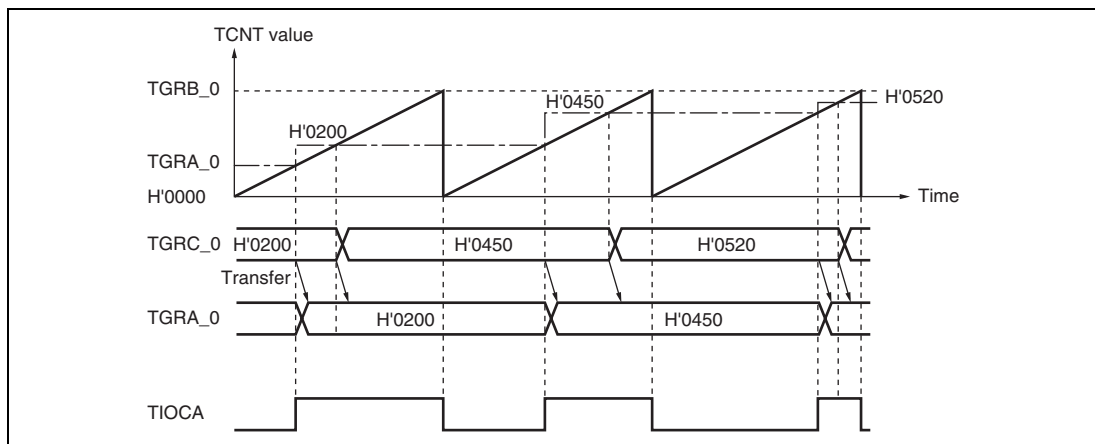 TCNT value
TGRB_0
H'0450
H'0520
H'0200
TGRA_0
H'0000
Time
TGRC_0
H'0200
H'0450
H'0520
Transfer
TGRA_0
H'0200
H'0450
TIOCA